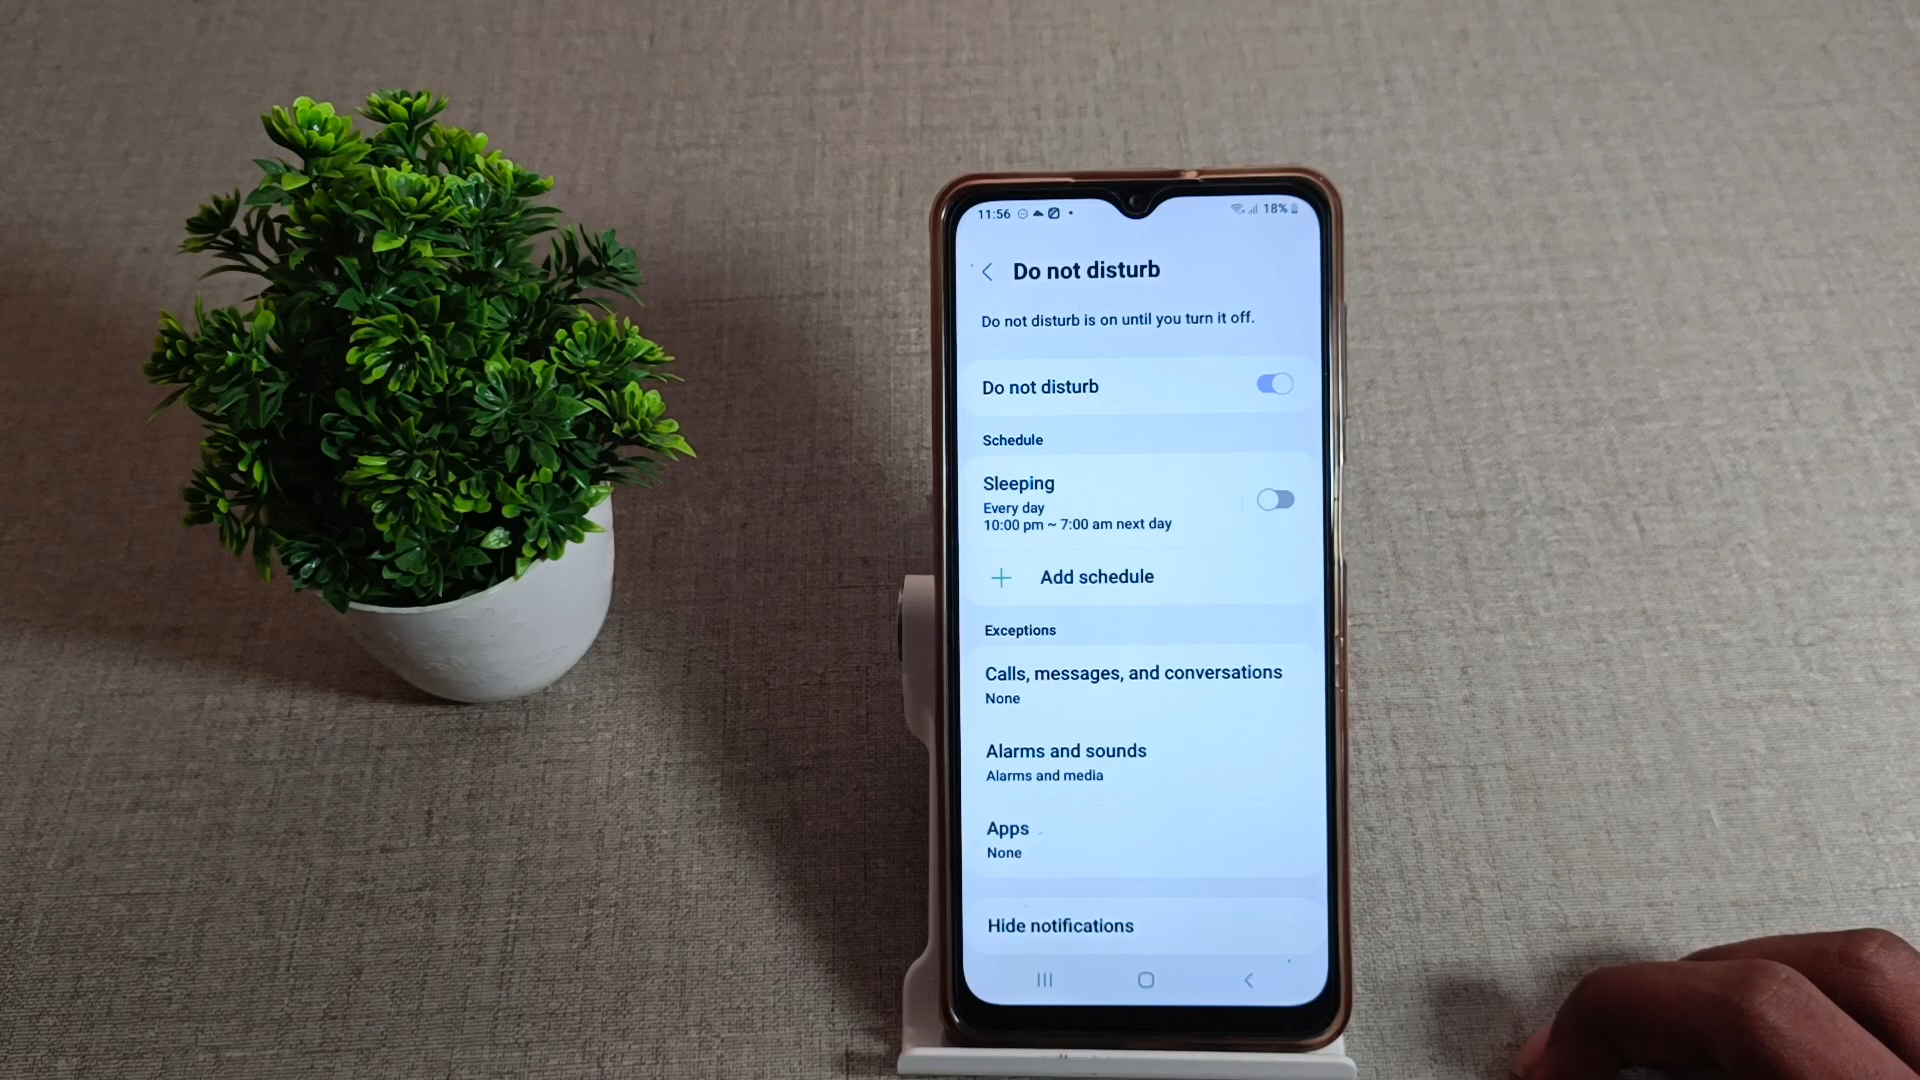 11:56
18%
Do not disturb
Do not disturb is on until you turn it off.
Do not disturb
Schedule
Sleeping
Every day
10:00 pm ~ 7:00 am next day
Add schedule
Exceptions
Calls, messages, and conversations
None
Alarms and sounds
Alarms and media
Apps
None
Hide notifications